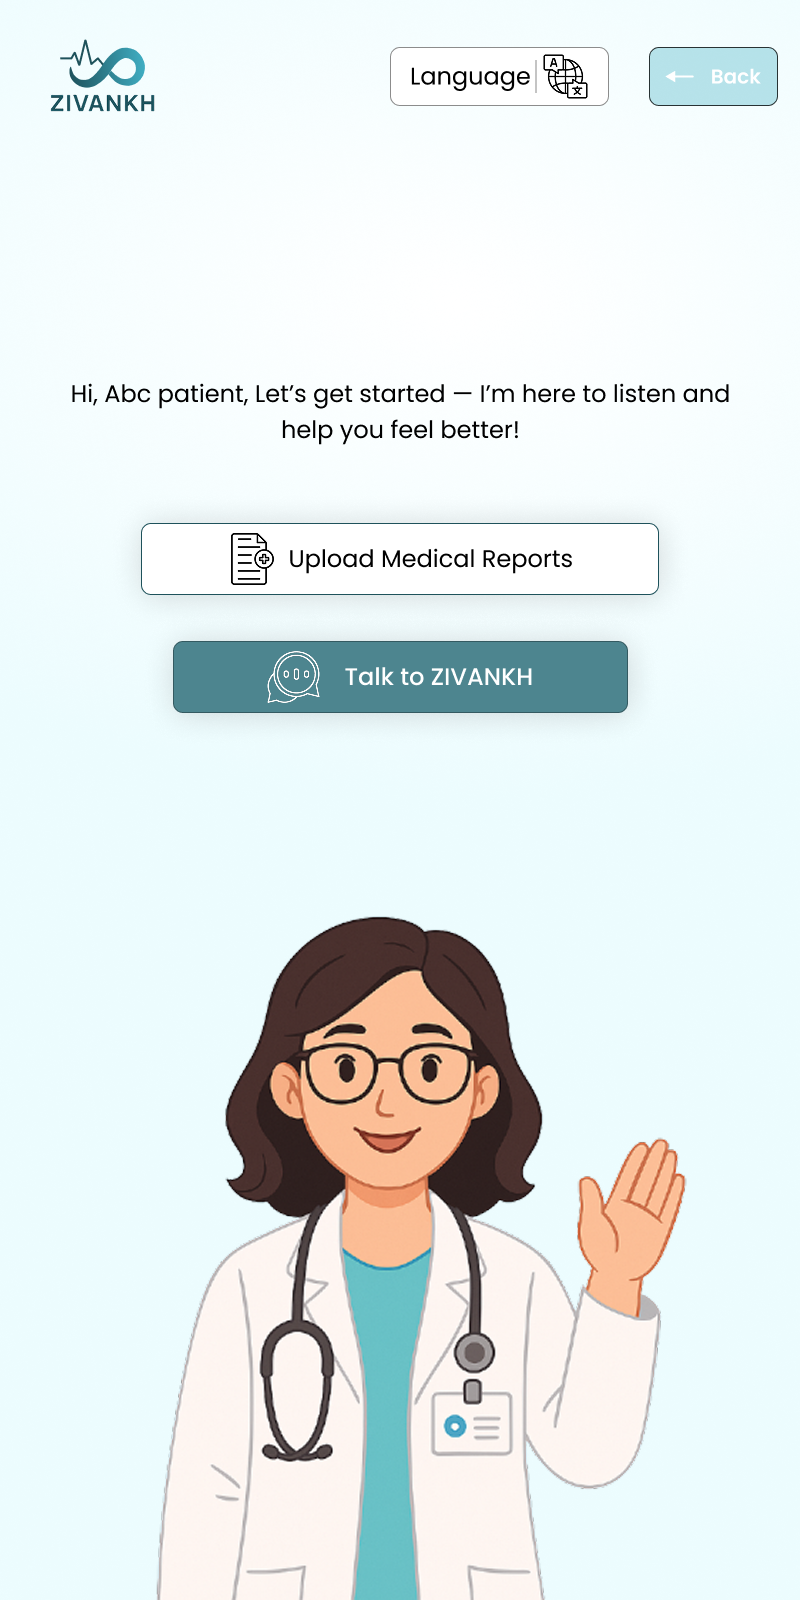 ZIVANKH
Language
A
文
Back
Hi, Abc patient, Let’s get started — I’m here to listen and
help you feel better!
Upload Medical Reports
Talk to ZIVANKH